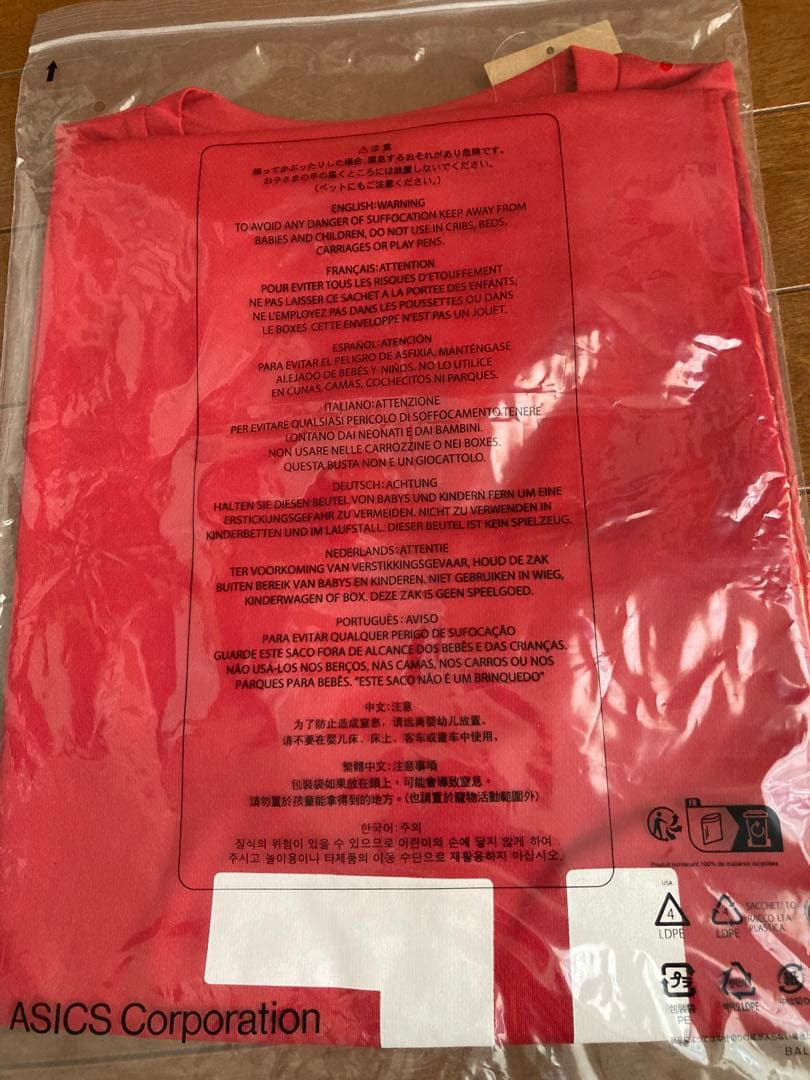 ⚠注意
誤ってかぶったりした場合、窒息するおそれがあり危険です。
お子さまの手の届くところには放置しないでください。
（ペットにもご注意ください。）
ENGLISH:WARNING
TO AVOID ANY DANGER OF SUFFOCATION KEEP AWAY FROM
BABIES AND CHILDREN, DO NOT USE IN CRIBS, BEDS,
CARRIAGES OR PLAY PENS.
FRANÇAIS:ATTENTION
POUR EVITER TOUS LES RISQUES D'ETOUFFEMENT
NE PAS LAISSER CE SACHET A LA PORTEE DES ENFANTS,
NE L'EMPLOYEZ PAS DANS LES POUSSETTES OU DANS
LE BOXES CETTE ENVELOPPE N'EST PAS UN JOUET.
ESPAÑOL:ATENCIÓN
PARA EVITAR EL PELIGRO DE ASFIXIA, MANTÉNGASE
ALEJADO DE BEBÉS Y NIÑOS. NO LO UTILICE
EN CUNAS, CAMAS, COCHECITOS NI PARQUES.
ITALIANO:ATTENZIONE
PER EVITARE QUALSIASI PERICOLO DI SOFFOCAMENTO TENERE
LONTANO DAI NEONATI E DAI BAMBINI.
NON USARE NELLE CARROZZINE O NEI BOXES.
QUESTA BUSTA NON E UN GIOCATTOLO.
DEUTSCH:ACHTUNG
HALTEN SIE DIESEN BEUTEL VON BABYS UND KINDERN FERN UM EINE
ERSTICKUNGSGEFAHR ZU VERMEIDEN. NICHT ZU VERWENDEN IN
KINDERBETTEN UND IM LAUFSTALL. DIESER BEUTEL IST KEIN SPIELZEUG.
NEDERLANDS:ATTENTIE
TER VOORKOMING VAN VERSTIKKINGSGEVAAR, HOUD DE ZAK
BUITEN BEREIK VAN BABYS EN KINDEREN. NIET GEBRUIKEN IN WIEG,
KINDERWAGEN OF BOX. DEZE ZAK IS GEEN SPEELGOED.
PORTUGUÊS:AVISO
PARA EVITAR QUALQUER PERIGO DE SUFOCAÇÃO
GUARDE ESTE SACO FORA DE ALCANCE DOS BEBÊS E DAS CRIANÇAS.
NÃO USÁ-LOS NOS BERÇOS, NAS CAMAS, NOS CARROS OU NOS
PARQUES PARA BEBÊS. "ESTE SACO NÃO É UM BRINQUEDO"
中文:注意
为了防止造成窒息，请远离婴幼儿放置。
请不要在婴儿床、床上、客车或童车中使用。
繁體中文:注意事項
包裝袋如果放在頭上、可能會導致窒息。
請勿置於孩童能拿得到的地方。(也請置於寵物活動範圍外)
한국어:주의
질식의 위험이 있을 수 있으므로 어린이의 손에 닿지 않게 하여
주시고 놀이용이나 타제품의 이동 수단으로 재활용하지 마십시오.
FR
Produit contenant 100% de matières recyclées
USA
4
LDPE
4
LDPE
SACCHETTO
RACCOLTA
PLASTICA
プラ
包装袋
PE
LDPE
ASICS Corporation
BAL